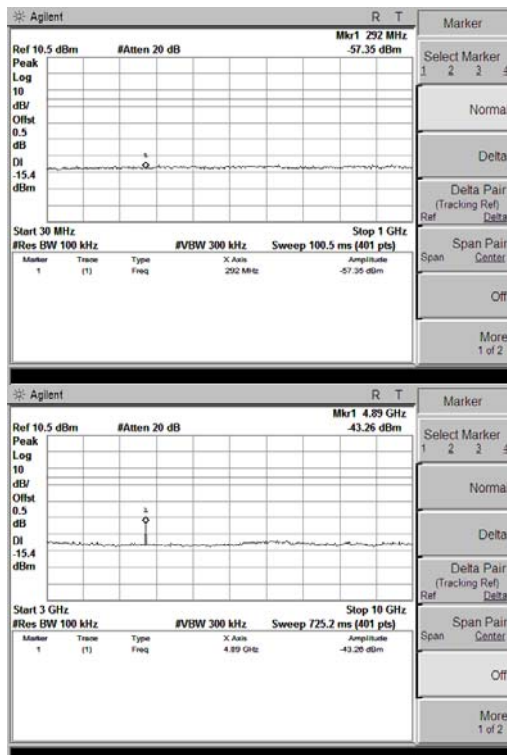 Agilent R T
Mkr1 292 MHz
Ref 10.5 dBm #Atten 20 dB -57.35 dBm
Peak
Log
10
dB/
Offst
0.5
dB
DI
-15.4
dBm
1
Start 30 MHz Stop 1 GHz
#Res BW 100 kHz #VBW 300 kHz Sweep 100.5 ms (401 pts)
Marker Trace Type X Axis Amplitude
1 (1) Freq 292 MHz -57.35 dBm
Marker
Select Marker
1 2 3 4
Norma
Delta
Delta Pair
(Tracking Ref)
Ref Delta
Span Pair
Span Center
Off
More
1 of 2
Agilent R T
Mkr1 4.89 GHz
Ref 10.5 dBm #Atten 20 dB -43.26 dBm
Peak
Log
10
dB/
Offst
0.5
dB
DI
-15.4
dBm
1
Start 3 GHz Stop 10 GHz
#Res BW 100 kHz #VBW 300 kHz Sweep 725.2 ms (401 pts)
Marker Trace Type X Axis Amplitude
1 (1) Freq 4.89 GHz -43.26 dBm
Marker
Select Marker
1 2 3 4
Norma
Delta
Delta Pair
(Tracking Ref)
Ref Delta
Span Pair
Span Center
Off
More
1 of 2